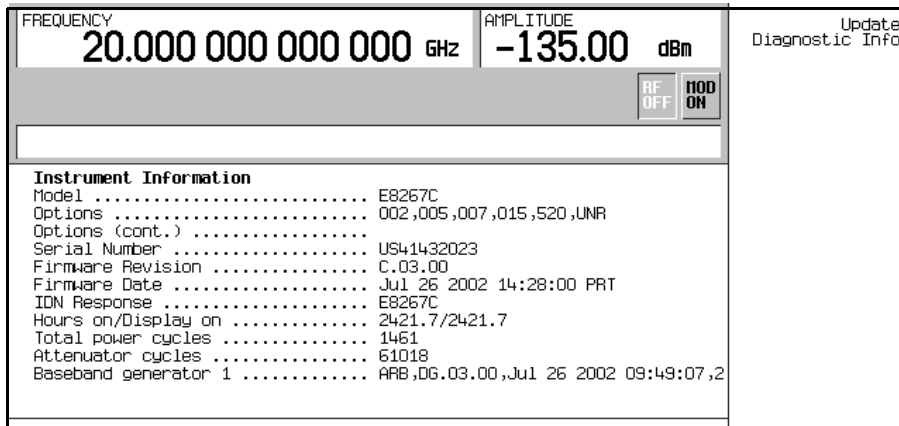 FREQUENCY
20.000 000 000 000 GHz
AMPLITUDE
-135.00 dBm
Update
Diagnostic Info
RF
OFF
MOD
ON
Instrument Information
Model ............................ E8267C
Options .......................... 002,005,007,015,520,UNR
Options (cont.) ..................
Serial Number .................... US41432023
Firmware Revision ................ C.03.00
Firmware Date .................... Jul 26 2002 14:28:00 PRT
IDN Response ..................... E8267C
Hours on/Display on .............. 2421.7/2421.7
Total power cycles ............... 1461
Attenuator cycles ................ 61018
Baseband generator 1 ............. ARB,DG.03.00,Jul 26 2002 09:49:07,2